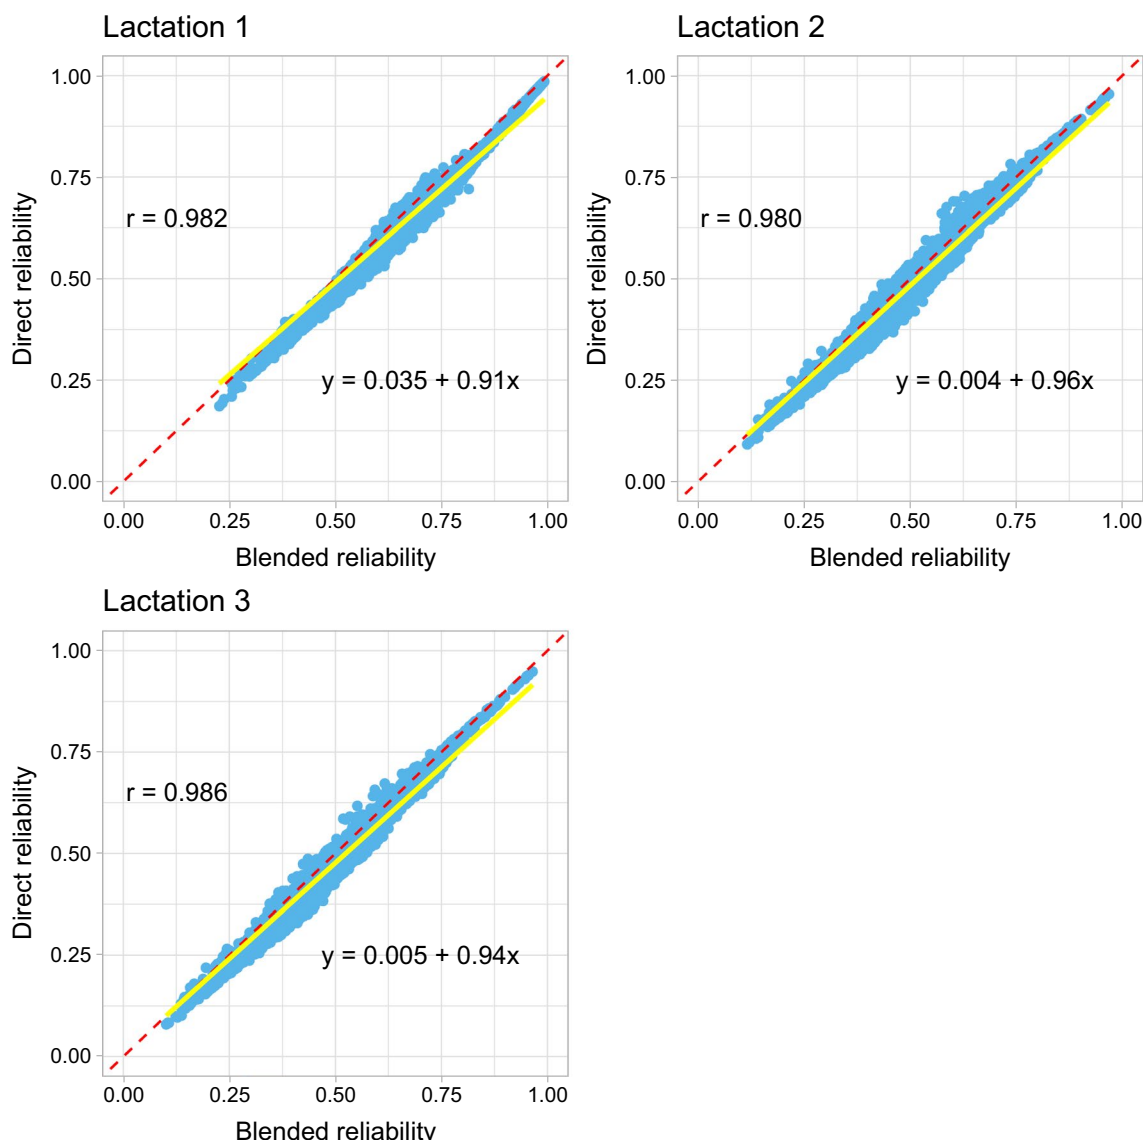 Lactation 1
1.00
0.75
0.50
0.25
0.00
Direct reliability
r = 0.982
y = 0.035 + 0.91x
0.00 0.25 0.50 0.75 1.00
Blended reliability
Lactation 2
1.00
0.75
0.50
0.25
0.00
Direct reliability
r = 0.980
y = 0.004 + 0.96x
0.00 0.25 0.50 0.75 1.00
Blended reliability
Lactation 3
1.00
0.75
0.50
0.25
0.00
Direct reliability
r = 0.986
y = 0.005 + 0.94x
0.00 0.25 0.50 0.75 1.00
Blended reliability